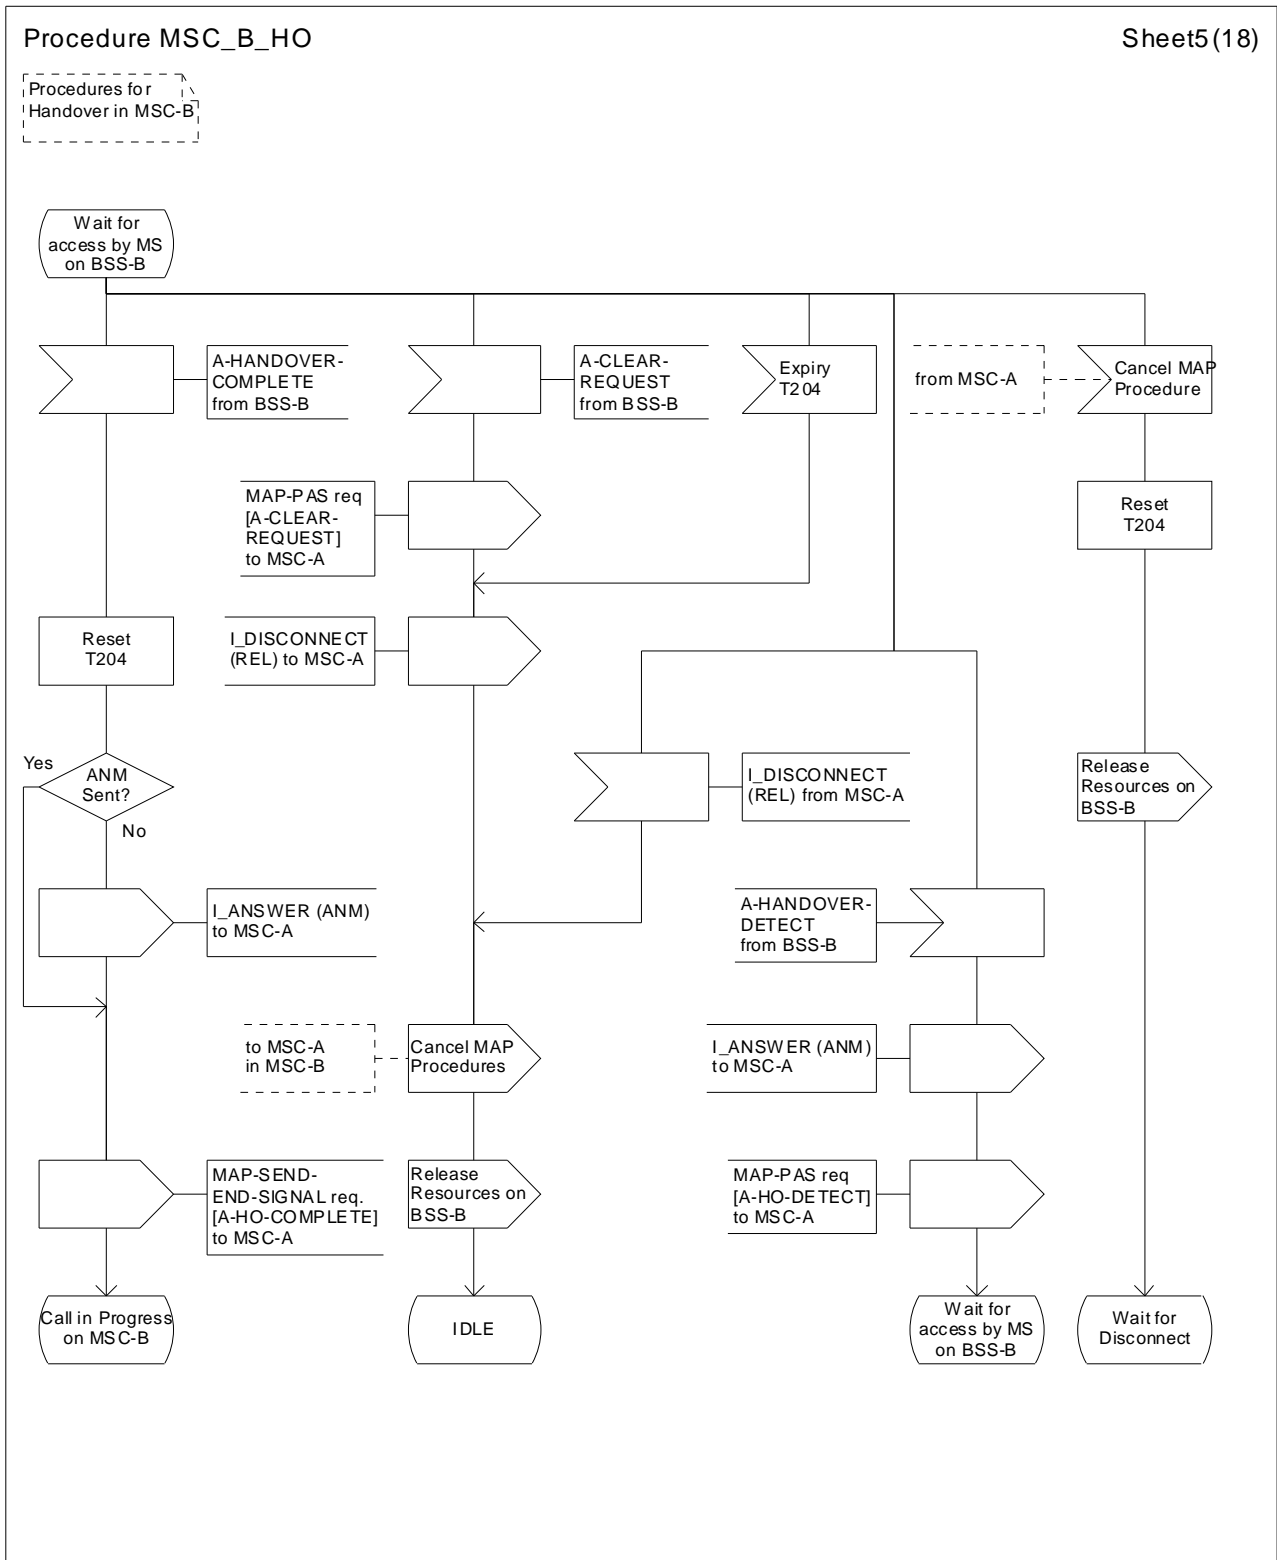 Procedure MSC_B_HO
Sheet5(18)
Procedures for
Handover in MSC-B
Wait for
access by MS
on BSS-B
A-HANDOVER-
COMPLETE
from BSS-B
A-CLEAR-
REQUEST
from BSS-B
Expiry
T204
from MSC-A
Cancel MAP
Procedure
MAP-PAS req
[A-CLEAR-
REQUEST]
to MSC-A
Reset
T204
Reset
T204
I_DISCONNECT
(REL) to MSC-A
Yes
ANM
Sent?
No
I_DISCONNECT
(REL) from MSC-A
Release
Resources on
BSS-B
I_ANSWER (ANM)
to MSC-A
A-HANDOVER-
DETECT
from BSS-B
to MSC-A
in MSC-B
Cancel MAP
Procedures
I_ANSWER (ANM)
to MSC-A
MAP-SEND-
END-SIGNAL req.
[A-HO-COMPLETE]
to MSC-A
Release
Resources on
BSS-B
MAP-PAS req
[A-HO-DETECT]
to MSC-A
Call in Progress
on MSC-B
IDLE
Wait for
access by MS
on BSS-B
Wait for
Disconnect